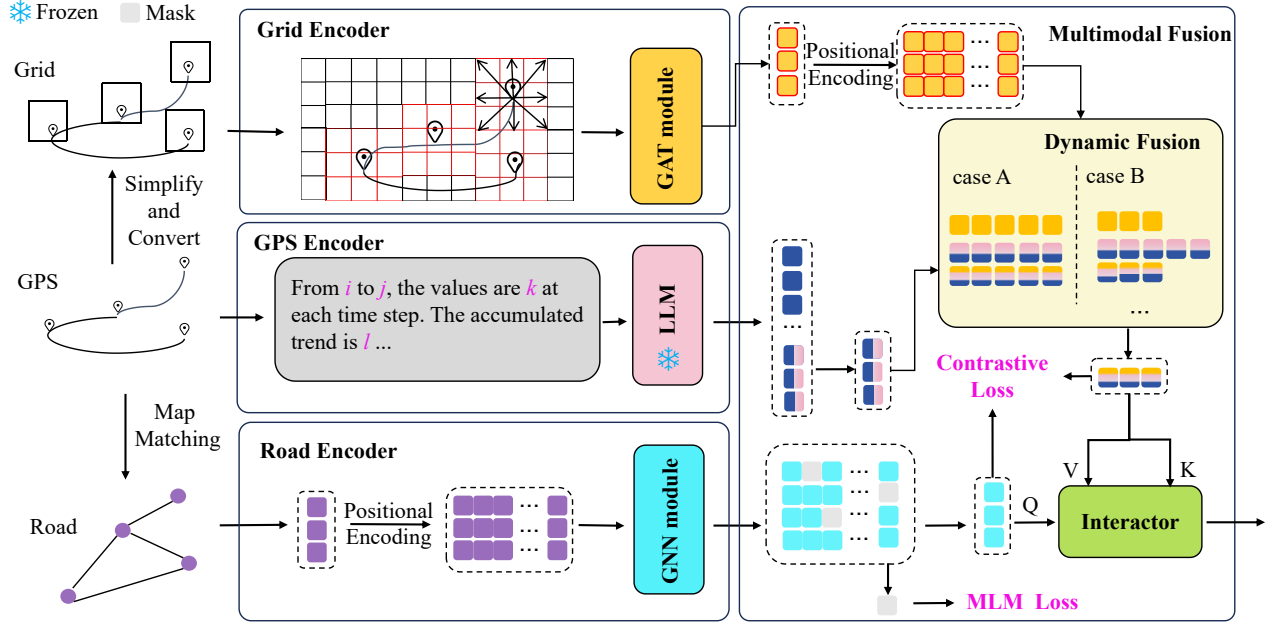 Frozen
Mask
Grid
Simplify
and
Convert
GPS
Map
Matching
Road
Grid Encoder
GAT module
GPS Encoder
From i to j, the values are k at
each time step. The accumulated
trend is l ...
LLM
Road Encoder
Positional
Encoding
...
...
GNN module
Multimodal Fusion
Positional
Encoding
...
...
...
Dynamic Fusion
case A
case B
...
...
Contrastive
Loss
V
K
Q
Interactor
...
...
...
...
MLM Loss